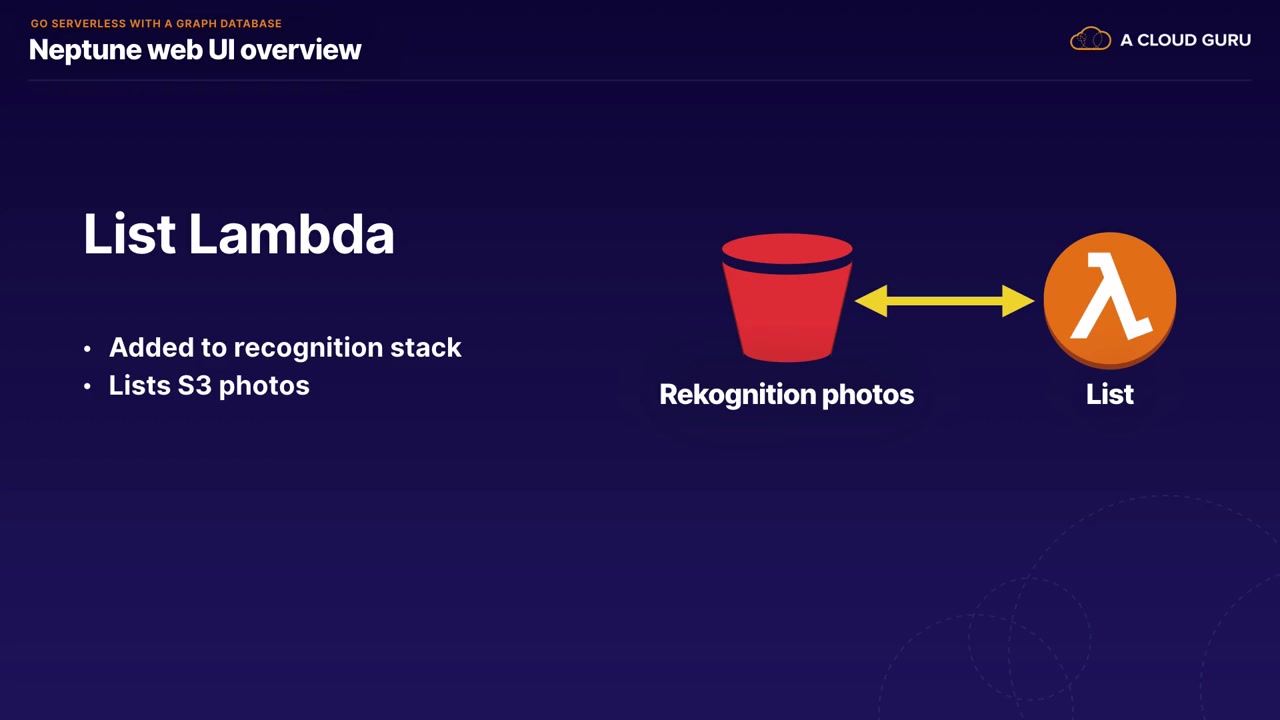 GO SERVERLESS WITH A GRAPH DATABASE
Neptune web UI overview
A CLOUD GURU
List Lambda
• Added to recognition stack
• Lists S3 photos
Rekognition photos
List